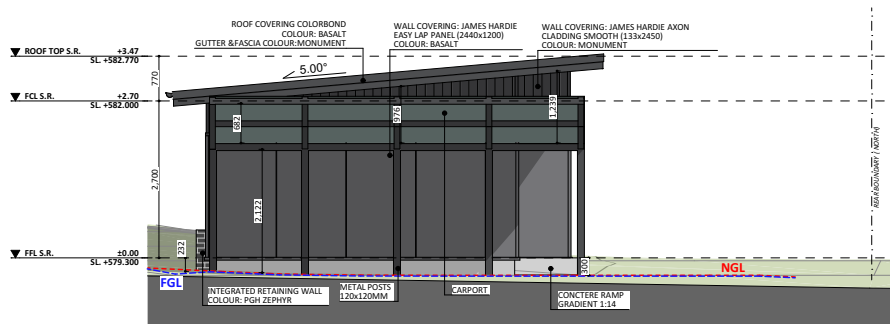 ROOF COVERING COLORBOND
COLOUR: BASALT
GUTTER &FASCIA COLOUR:MONUMENT
WALL COVERING: JAMES HARDIE
EASY LAP PANEL (2440x1200)
COLOUR: BASALT
WALL COVERING: JAMES HARDIE AXON
CLADDING SMOOTH (133x2450)
COLOUR: MONUMENT
ROOF TOP S.R. +3.47
SL +582.770
5.00°
770
FCL S.R. +2.70
SL +582.000
682
976
1,239
2,700
2,122
REAR BOUNDARY ( NORTH)
FFL S.R. ±0.00
SL. +579.300
232
300
NGL
FGL
INTEGRATED RETAINING WALL
COLOUR: PGH ZEPHYR
METAL POSTS
120x120MM
CARPORT
CONCTERE RAMP
GRADIENT 1:14